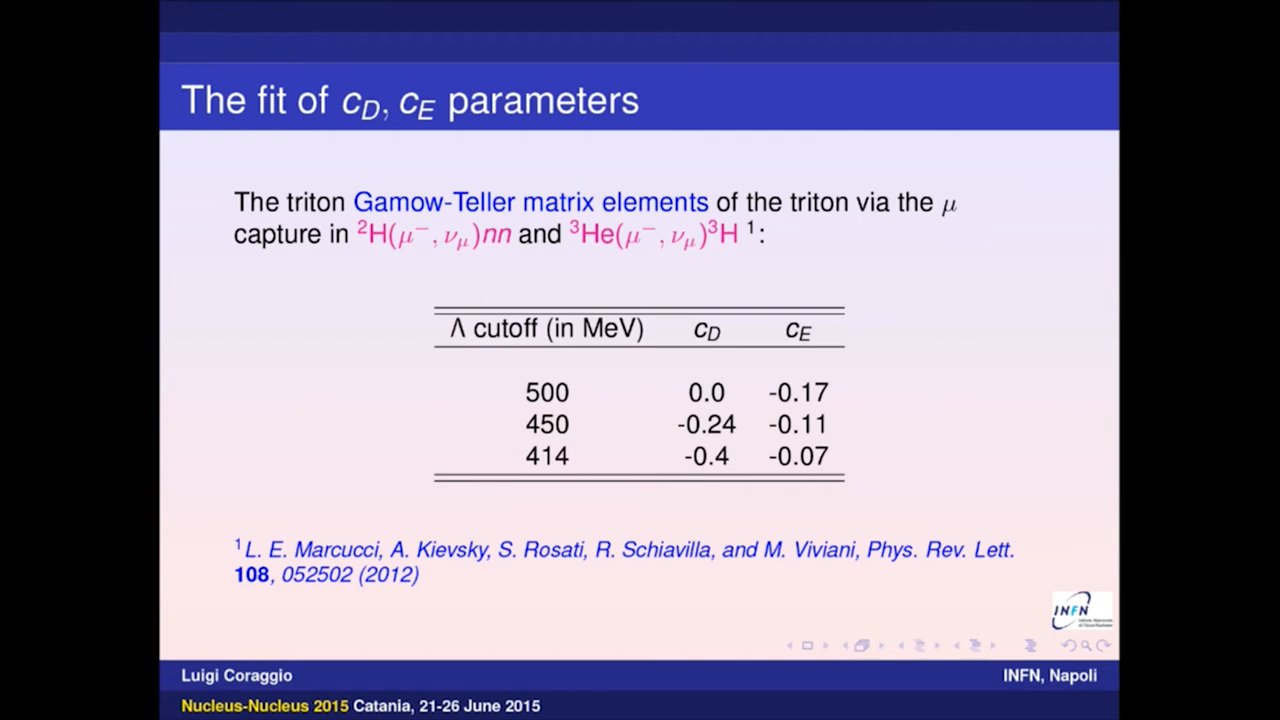 The fit of c_D, c_E parameters
The triton Gamow-Teller matrix elements of the triton via the μ
capture in ²H(μ⁻, ν_μ)nn and ³He(μ⁻, ν_μ)³H ¹:
Λ cutoff (in MeV) c_D c_E
500 0.0 -0.17
450 -0.24 -0.11
414 -0.4 -0.07
¹L. E. Marcucci, A. Kievsky, S. Rosati, R. Schiavilla, and M. Viviani, Phys. Rev. Lett.
108, 052502 (2012)
INFN
Luigi Coraggio INFN, Napoli
Nucleus-Nucleus 2015 Catania, 21-26 June 2015